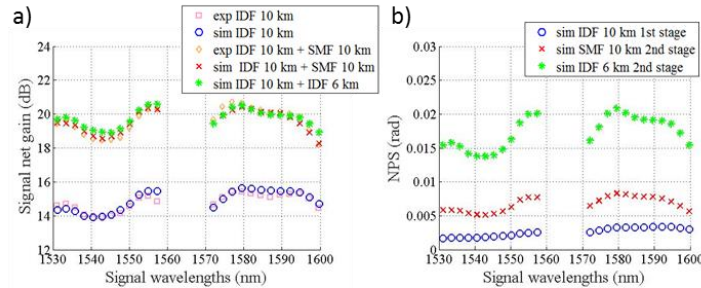 a)
exp IDF 10 km
sim IDF 10 km
exp IDF 10 km + SMF 10 km
sim IDF 10 km + SMF 10 km
sim IDF 10 km + IDF 6 km
24
22
20
18
16
14
12
Signal net gain (dB)
1530 1540 1550 1560 1570 1580 1590 1600
Signal wavelengths (nm)
b)
sim IDF 10 km 1st stage
sim SMF 10 km 2nd stage
sim IDF 6 km 2nd stage
0.03
0.025
0.02
0.015
0.01
0.005
0
NPS (rad)
1530 1540 1550 1560 1570 1580 1590 1600
Signal wavelengths (nm)